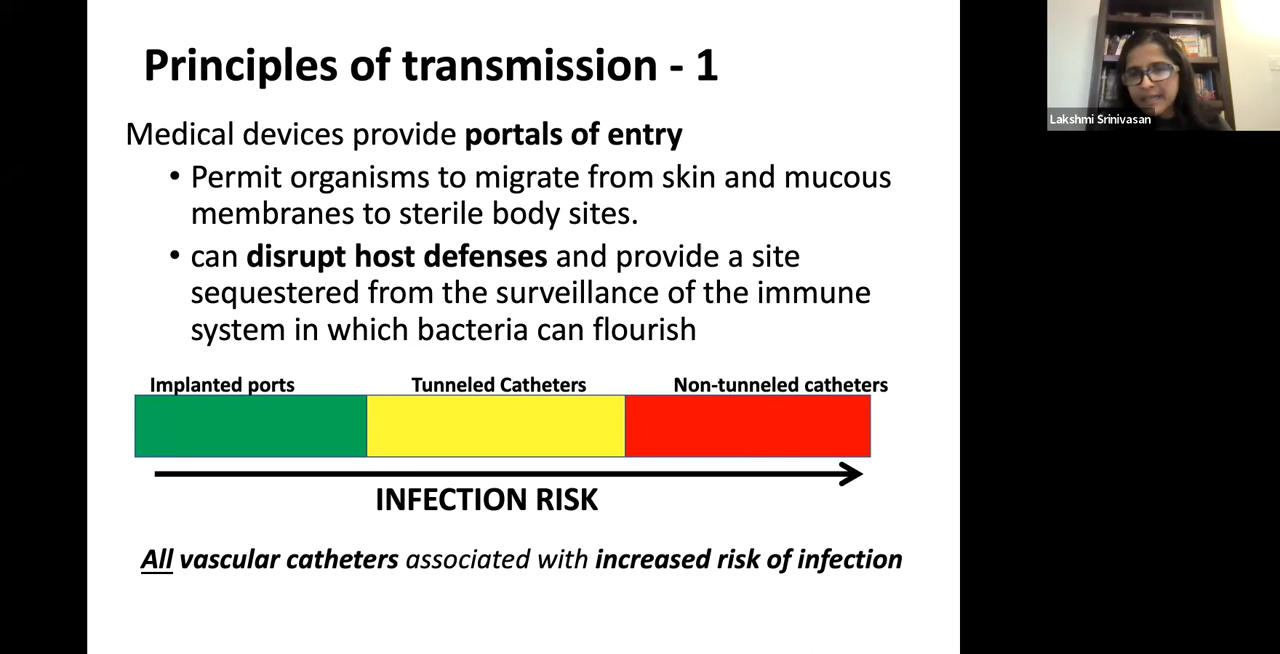 Principles of transmission - 1
Medical devices provide portals of entry
• Permit organisms to migrate from skin and mucous
membranes to sterile body sites.
• can disrupt host defenses and provide a site
sequestered from the surveillance of the immune
system in which bacteria can flourish
Implanted ports Tunneled Catheters Non-tunneled catheters
INFECTION RISK
All vascular catheters associated with increased risk of infection
Lakshmi Srinivasan